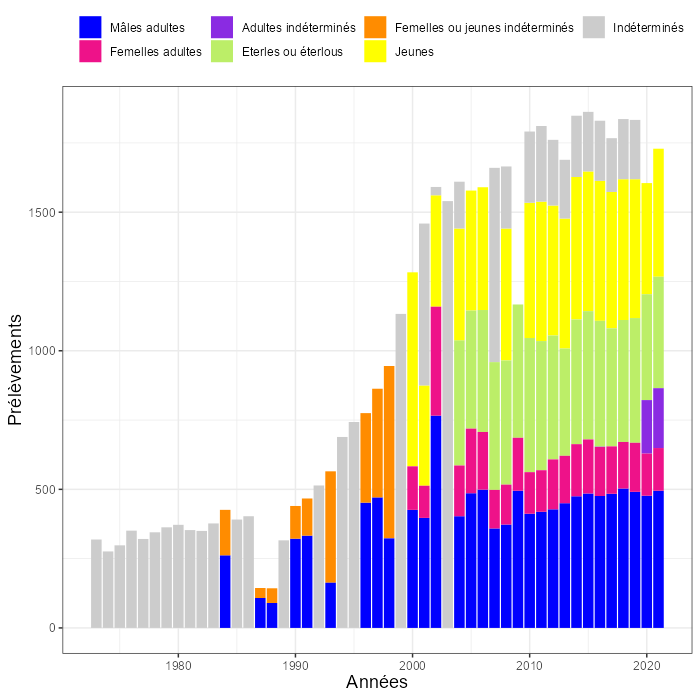 Mâles adultes
Adultes indéterminés
Femelles ou jeunes indéterminés
Indéterminés
Femelles adultes
Eterles ou éterlous
Jeunes
Prélèvements
1500
1000
500
0
1980
1990
2000
2010
2020
Années